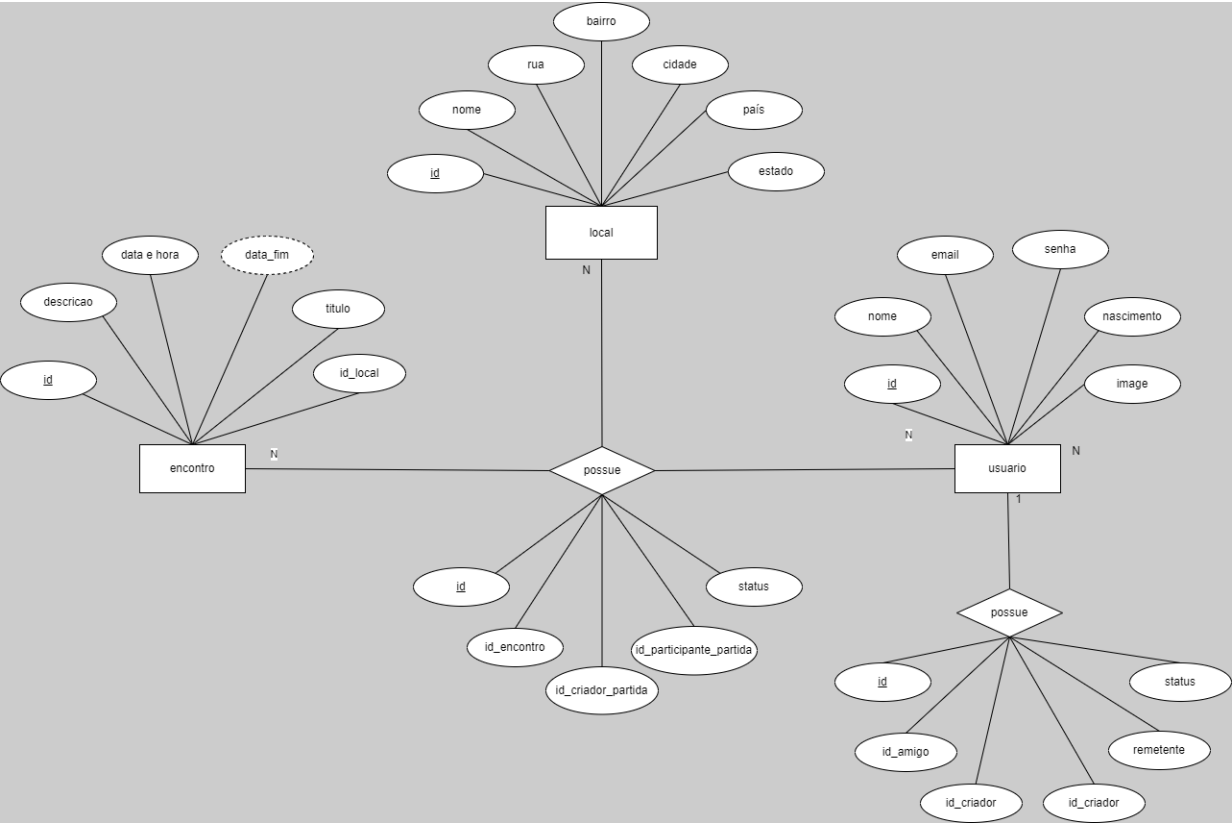 bairro
rua
cidade
nome
país
id
estado
local
N
data e hora
data_fim
descricao
titulo
id
id_local
encontro
N
email
senha
nome
nascimento
id
image
N
N
usuario
1
possue
id
status
id_encontro
id_participante_partida
id_criador_partida
possue
id
status
id_amigo
remetente
id_criador
id_criador